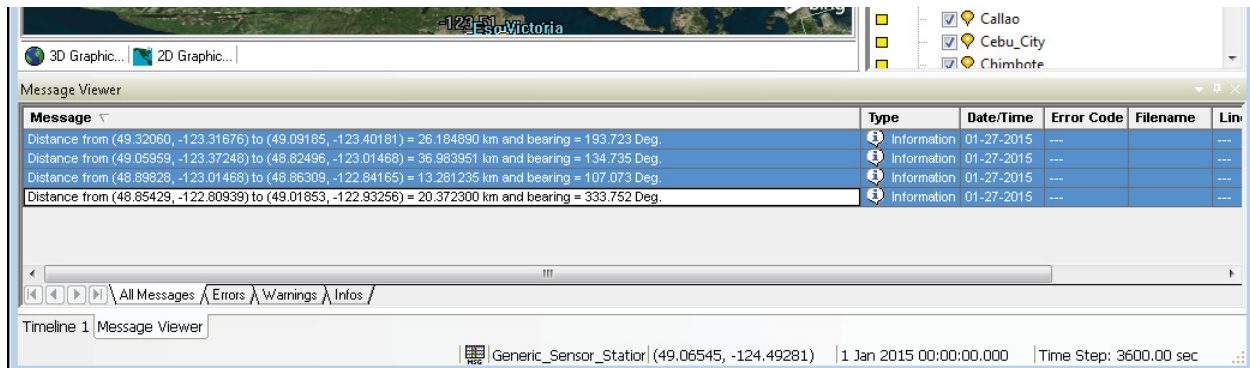 -123_51
Eso Victoria
Callao
Cebu_City
Chimbote
3D Graphic... 2D Graphic...
Message Viewer
Message Type Date/Time Error Code Filename Lin
Distance from (49.32060, -123.31676) to (49.09185, -123.40181) = 26.184890 km and bearing = 193.723 Deg. Information 01-27-2015 --- ---
Distance from (49.05959, -123.37248) to (48.82496, -123.01468) = 36.983951 km and bearing = 134.735 Deg. Information 01-27-2015 --- ---
Distance from (48.89828, -123.01468) to (48.86309, -122.84165) = 13.281235 km and bearing = 107.073 Deg. Information 01-27-2015 --- ---
Distance from (48.85429, -122.80939) to (49.01853, -122.93256) = 20.372300 km and bearing = 333.752 Deg. Information 01-27-2015 --- ---
All Messages Errors Warnings Infos
Timeline 1 Message Viewer
MSG Generic_Sensor_Station (49.06545, -124.49281) 1 Jan 2015 00:00:00.000 Time Step: 3600.00 sec